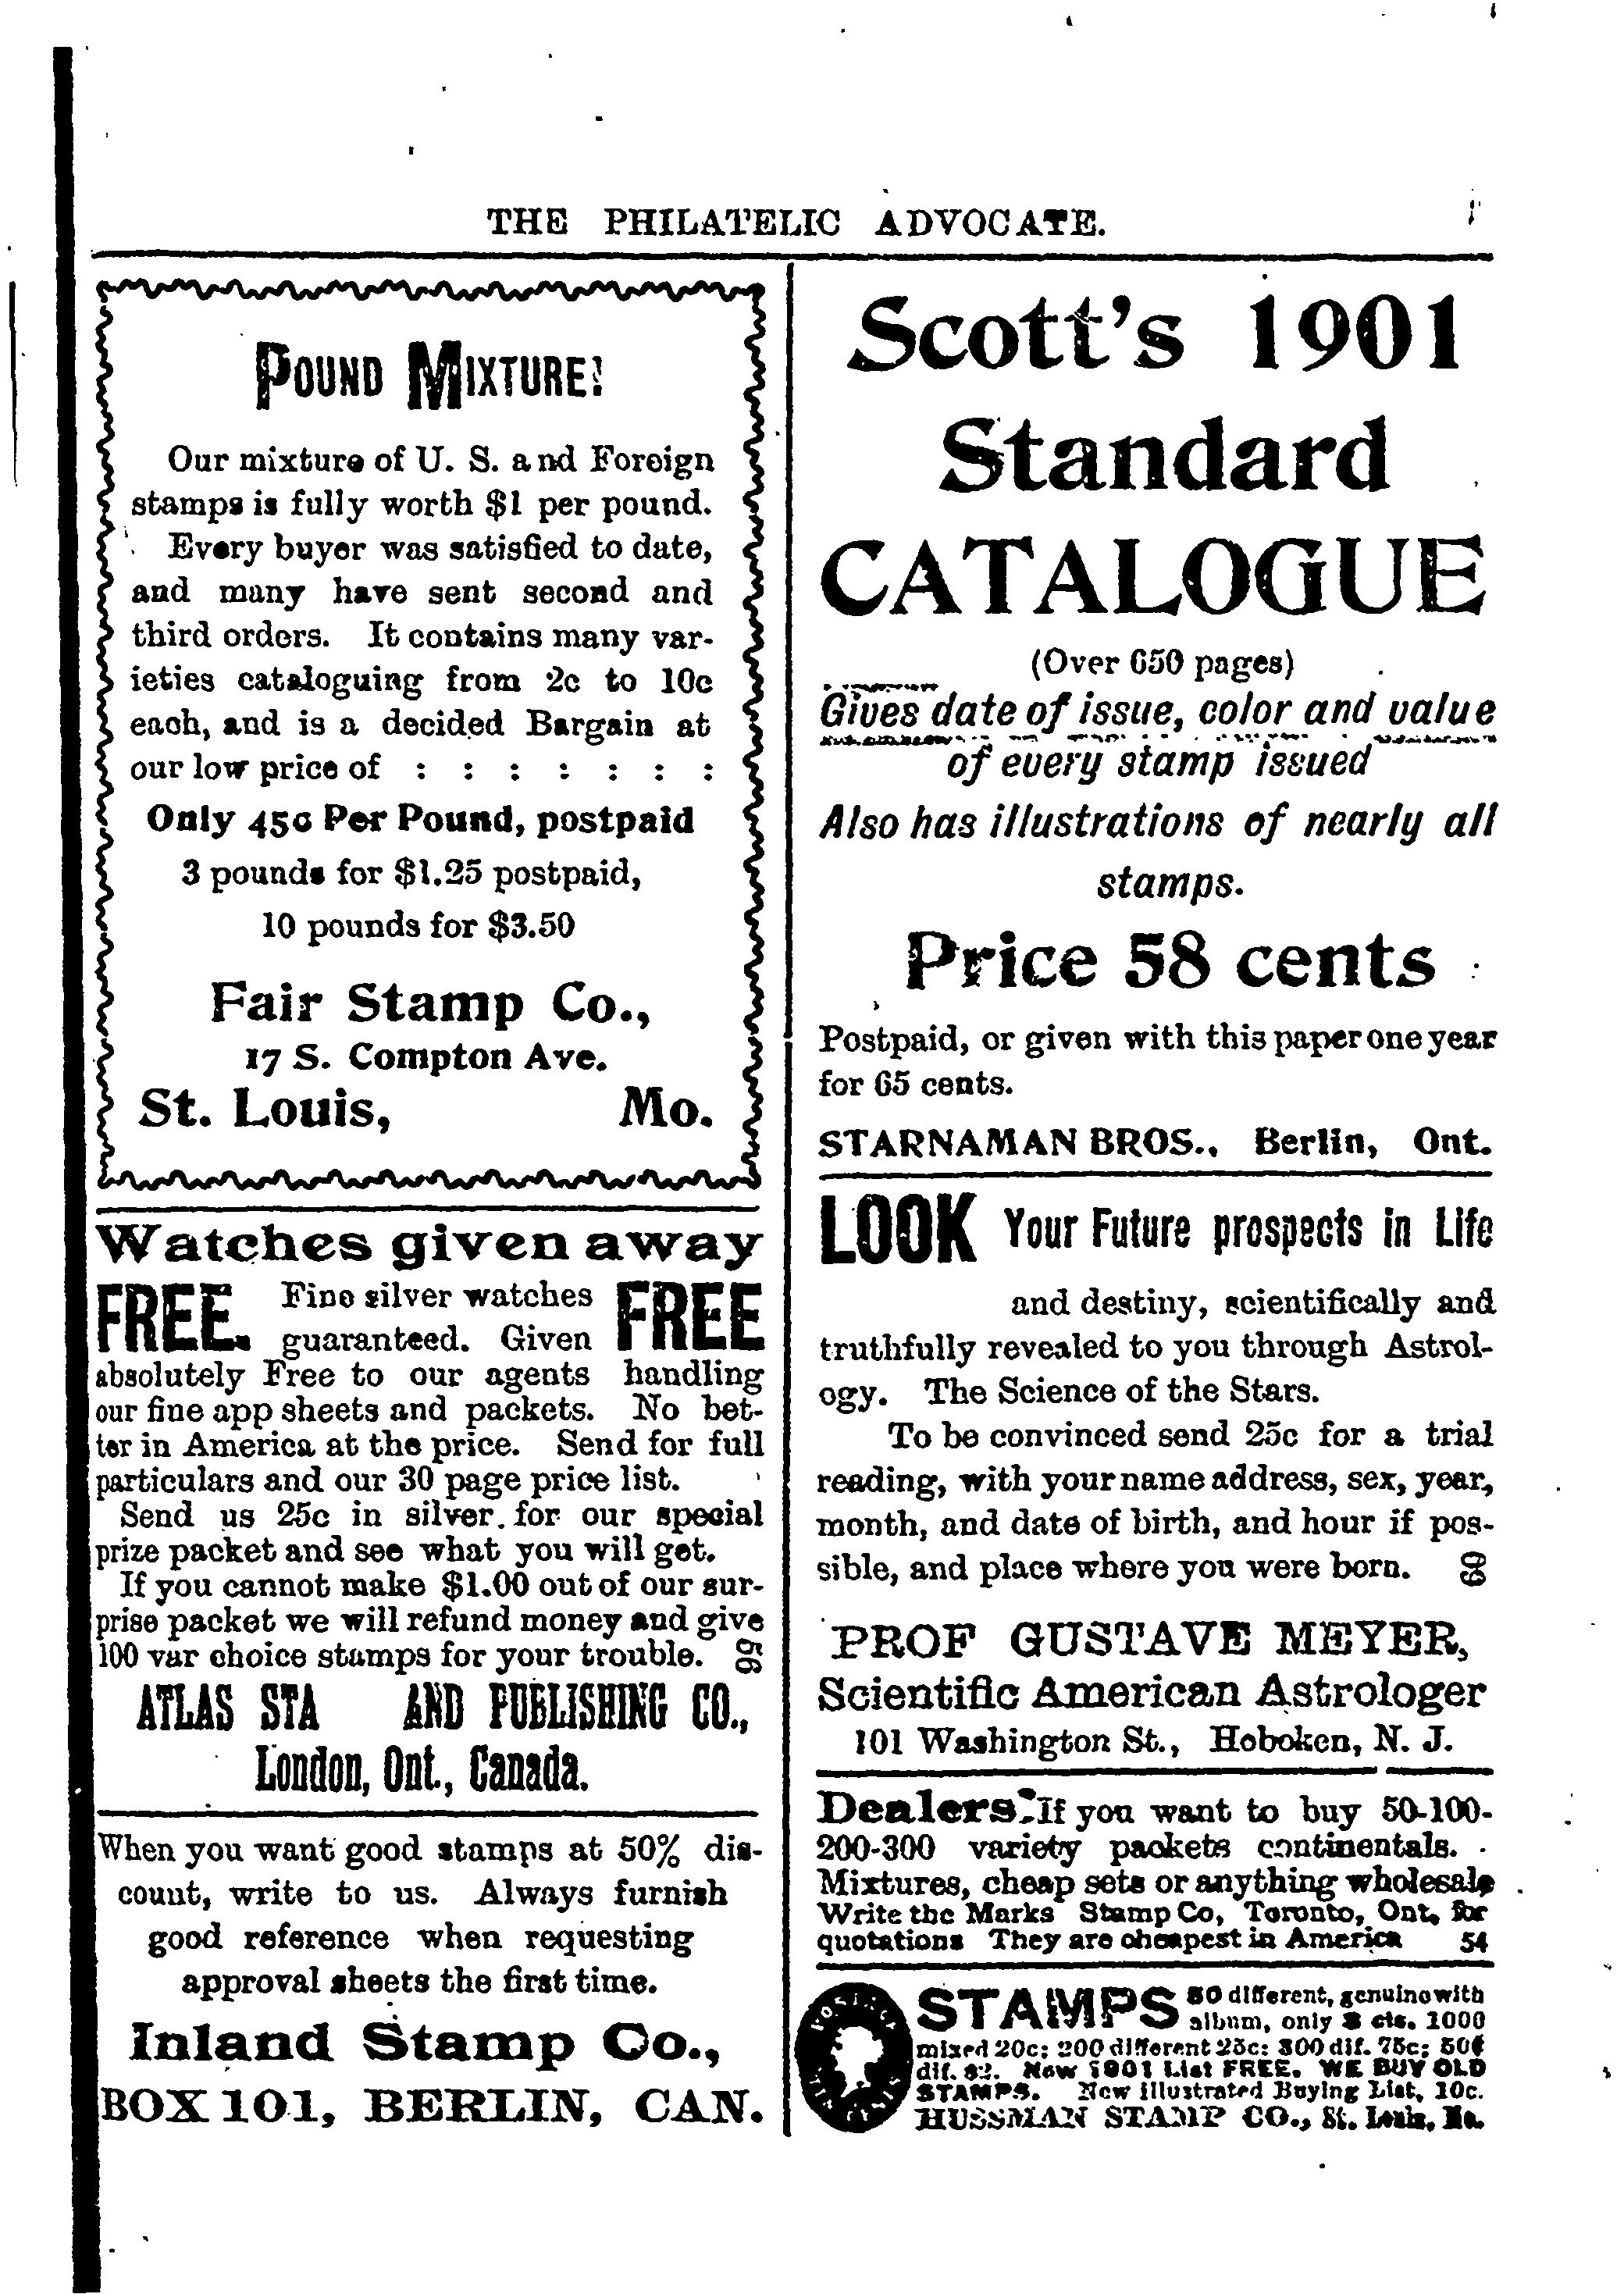 THE PHILATELIC ADVOCATE.
POUND MIXTURE!
Our mixture of U. S. and Foreign
stamps is fully worth $1 per pound.
Every buyer was satisfied to date,
and many have sent second and
third orders. It contains many var-
ieties cataloguing from 2c to 10c
each, and is a decided Bargain at
our low price of : : : : : : :
Only 45c Per Pound, postpaid
3 pounds for $1.25 postpaid,
10 pounds for $3.50
Fair Stamp Co.,
17 S. Compton Ave.
St. Louis, Mo.
Watches given away
FREE. Fine silver watches FREE
guaranteed. Given
absolutely Free to our agents handling
our fine app sheets and packets. No bet-
ter in America at the price. Send for full
particulars and our 30 page price list.
Send us 25c in silver. for our special
prize packet and see what you will get.
If you cannot make $1.00 out of our sur-
prise packet we will refund money and give
100 var choice stamps for your trouble. 56
ATLAS STA AND PUBLISHING CO.,
London, Ont., Canada.
When you want good stamps at 50% dis-
count, write to us. Always furnish
good reference when requesting
approval sheets the first time.
Inland Stamp Co.,
BOX 101, BERLIN, CAN.
Scott's 1901
Standard
CATALOGUE
(Over 650 pages)
Gives date of issue, color and value
of every stamp issued
Also has illustrations of nearly all
stamps.
Price 58 cents
Postpaid, or given with this paper one year
for 65 cents.
STARNAMAN BROS., Berlin, Ont.
LOOK Your Future prospects in Life
and destiny, scientifically and
truthfully revealed to you through Astrol-
ogy. The Science of the Stars.
To be convinced send 25c for a trial
reading, with your name address, sex, year,
month, and date of birth, and hour if pos-
sible, and place where you were born.
PROF GUSTAVE MEYER,
Scientific American Astrologer
101 Washington St., Hoboken, N. J.
Dealers: If you want to buy 50-100-
200-300 variety packets continentals.
Mixtures, cheap sets or anything wholesale
Write the Marks Stamp Co, Toronto, Ont, for
quotations They are cheapest in America 54
STAMPS 50 different, genuine with
album, only cts. 1000
mixed 20c; 200 different 25c; 300 dif. 75c; 500
dif. $2. New 1901 List FREE. WE BUY OLD
STAMPS. New Illustrated Buying List, 10c.
HUSSMAN STAMP CO., St. Louis, Mo.